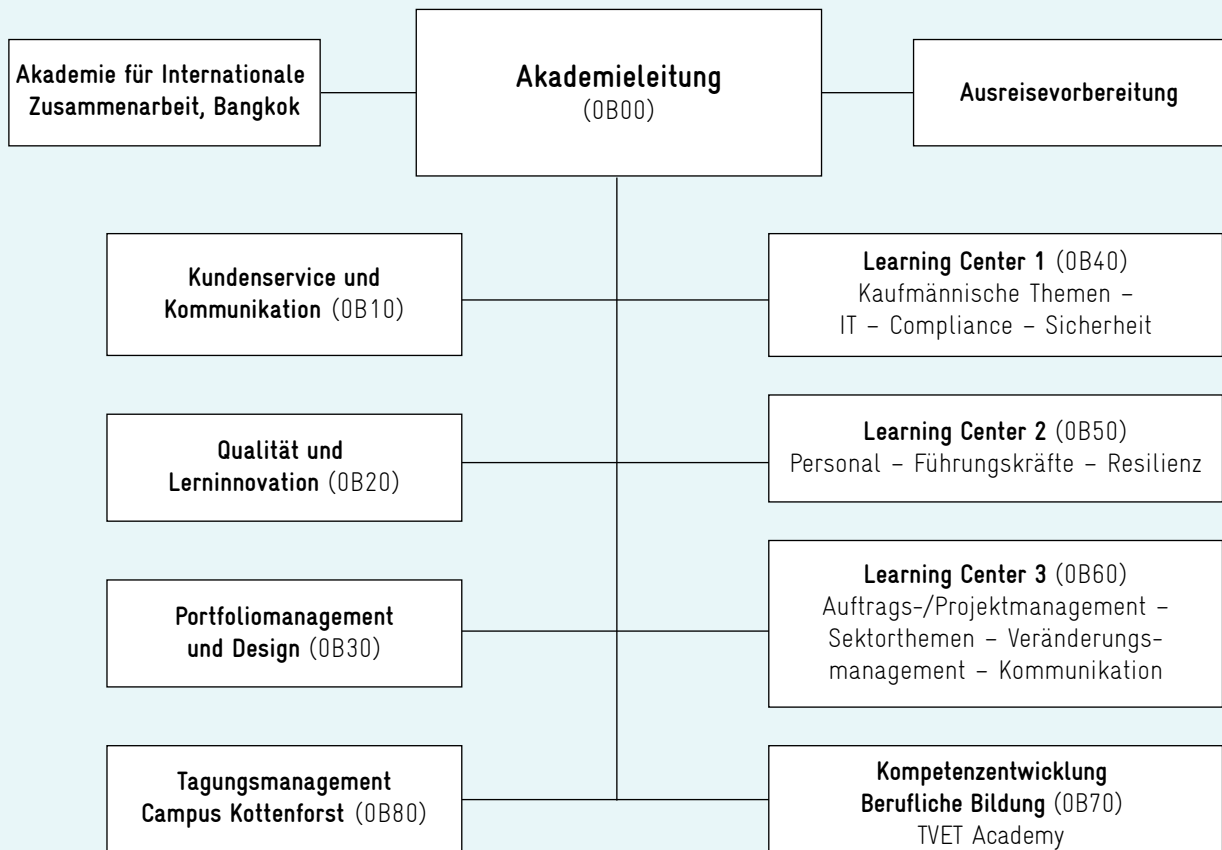 Akademie für Internationale
Zusammenarbeit, Bangkok
Akademieleitung
(0B00)
Ausreisevorbereitung
Kundenservice und
Kommunikation (0B10)
Learning Center 1 (0B40)
Kaufmännische Themen –
IT – Compliance – Sicherheit
Qualität und
Lerninnovation (0B20)
Learning Center 2 (0B50)
Personal – Führungskräfte – Resilienz
Portfoliomanagement
und Design (0B30)
Learning Center 3 (0B60)
Auftrags-/Projektmanagement –
Sektorthemen – Veränderungs-
management – Kommunikation
Tagungsmanagement
Campus Kottenforst (0B80)
Kompetenzentwicklung
Berufliche Bildung (0B70)
TVET Academy